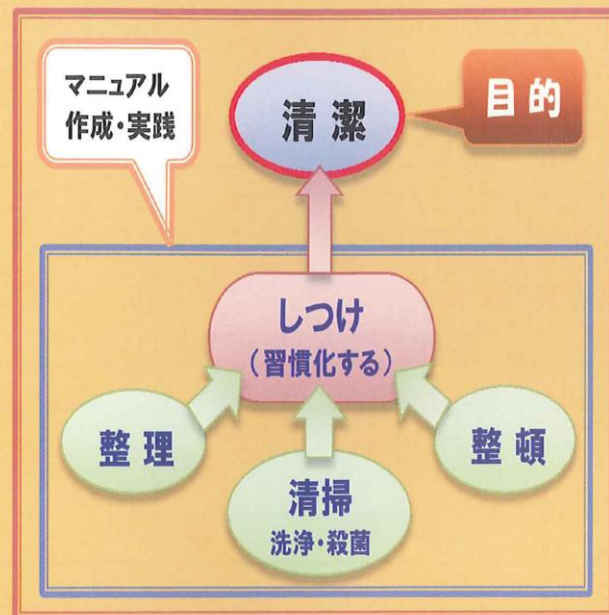 マニュアル
作成・実践
清潔
目的
しつけ
(習慣化する)
整理
整頓
清掃
洗浄・殺菌